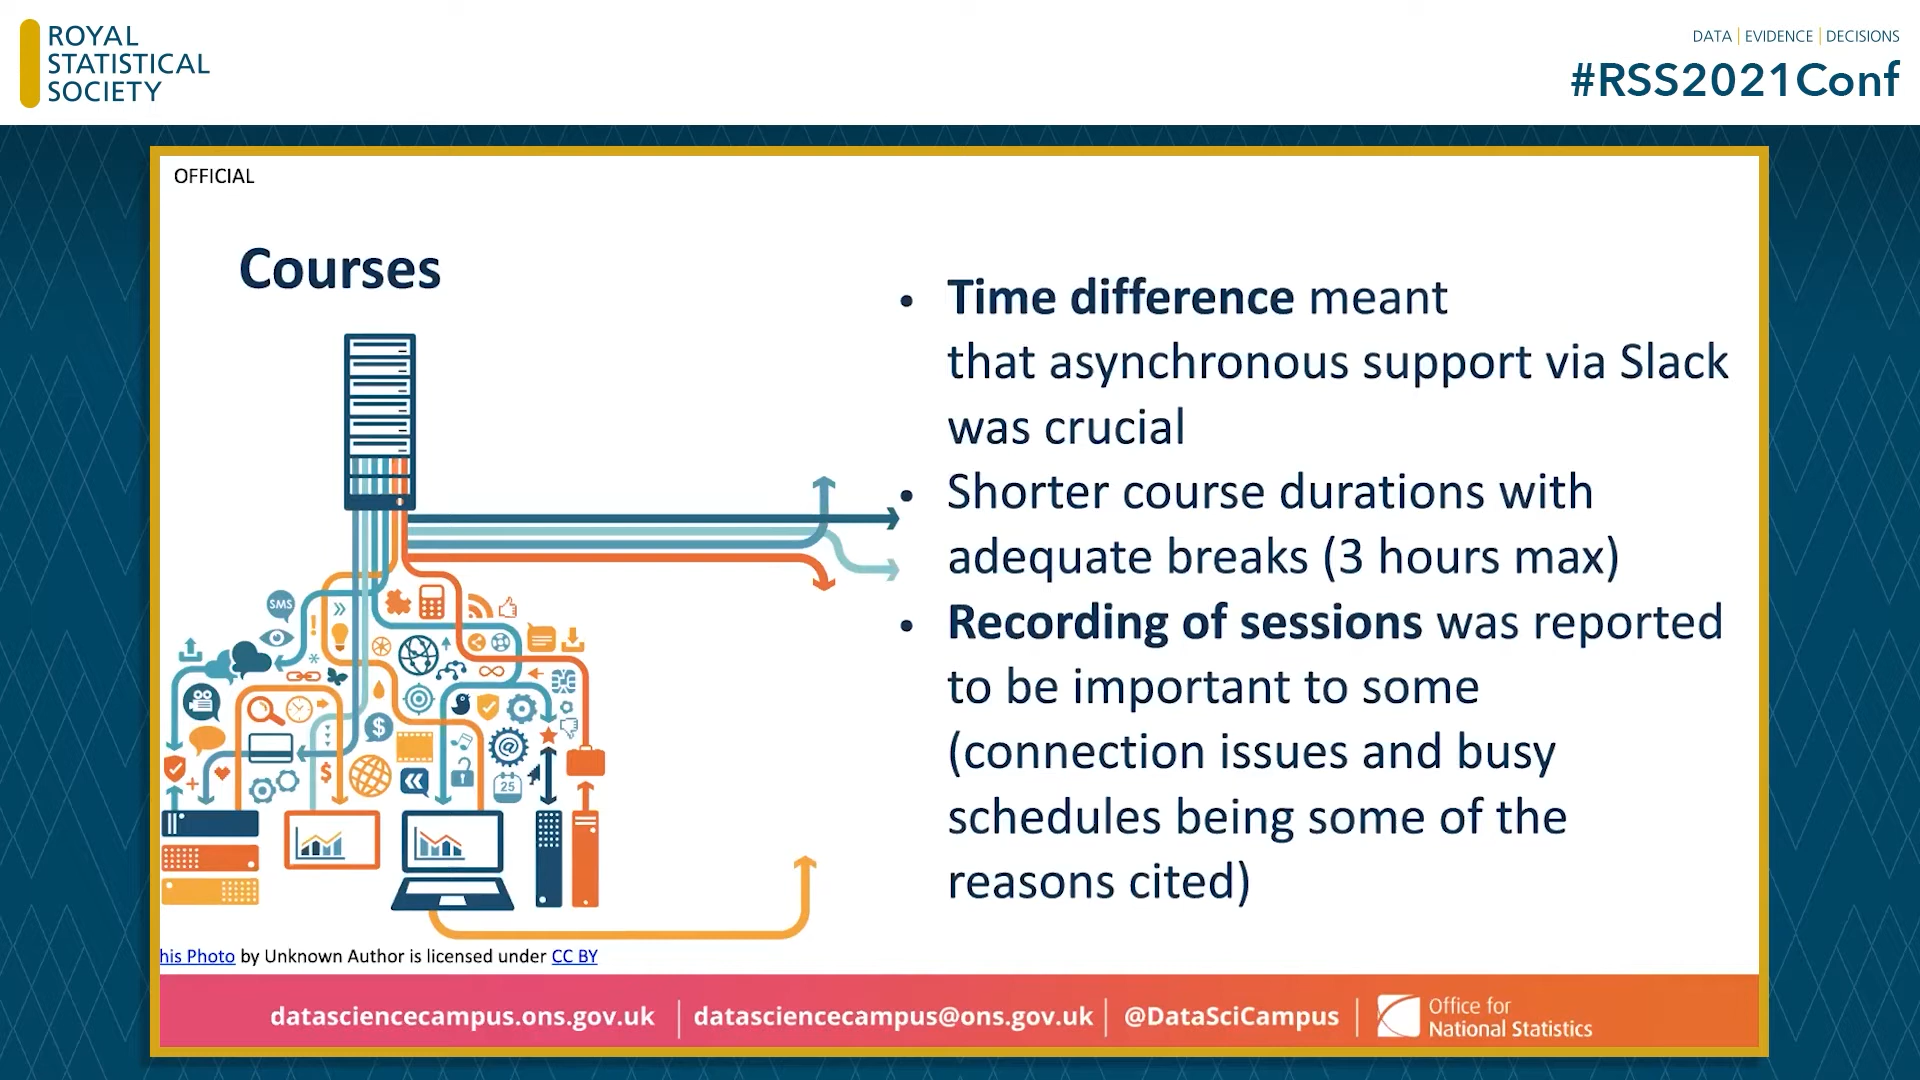 ROYAL
STATISTICAL
SOCIETY
DATA | EVIDENCE | DECISIONS
#RSS2021Conf
OFFICIAL
Courses
• Time difference meant
that asynchronous support via Slack
was crucial
• Shorter course durations with
adequate breaks (3 hours max)
• Recording of sessions was reported
to be important to some
(connection issues and busy
schedules being some of the
reasons cited)
SMS
$
$
@
25
his Photo by Unknown Author is licensed under CC BY
datasciencecampus.ons.gov.uk | datasciencecampus@ons.gov.uk | @DataSciCampus |
Office for
National Statistics